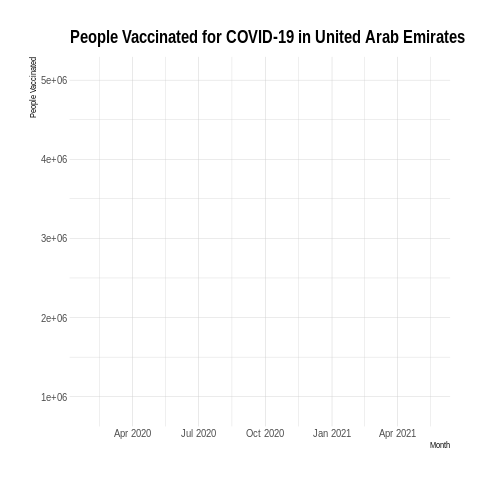 People Vaccinated for COVID-19 in United Arab Emirates
People Vaccinated
5e+06
4e+06
3e+06
2e+06
1e+06
Apr 2020 Jul 2020 Oct 2020 Jan 2021 Apr 2021
Month